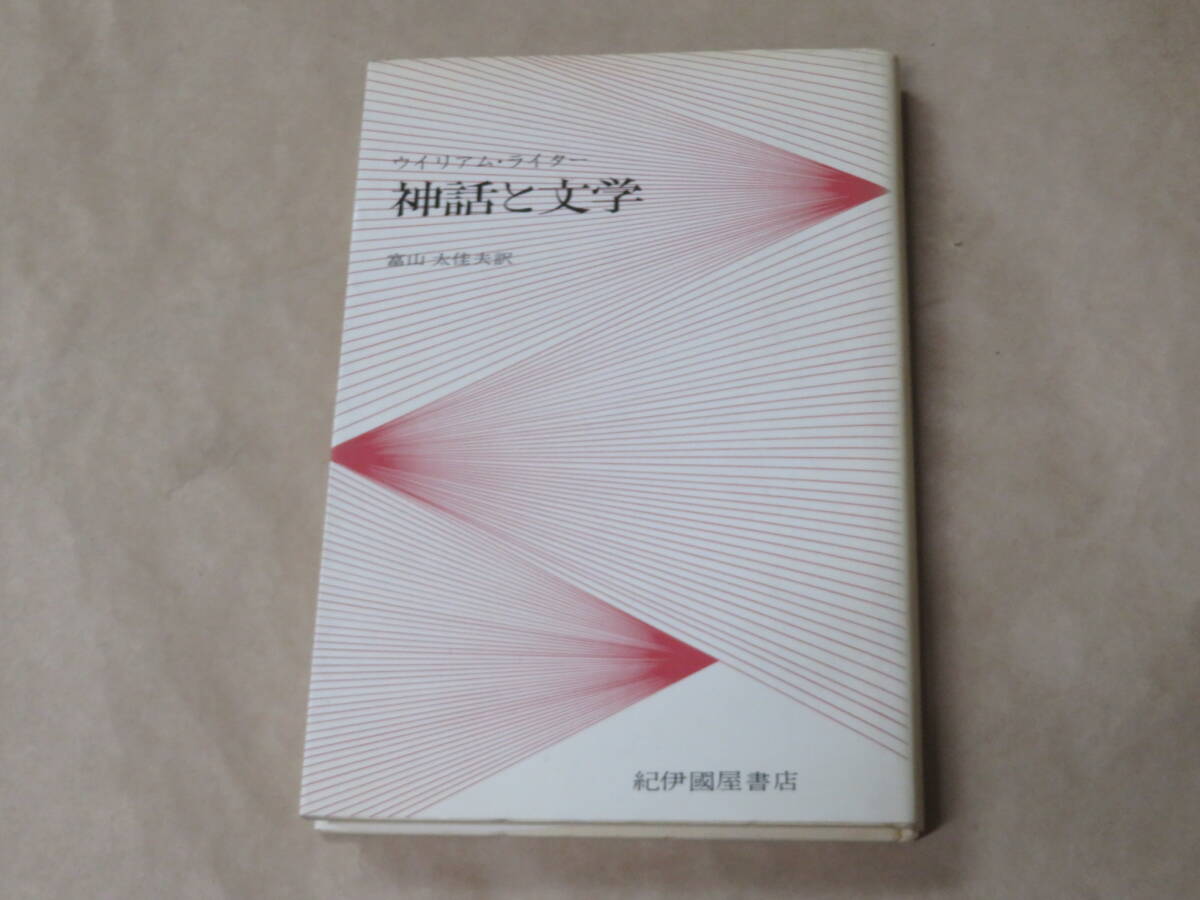 ウイリアム・ライター
神話と文学
富山 太佳夫訳
紀伊國屋書店